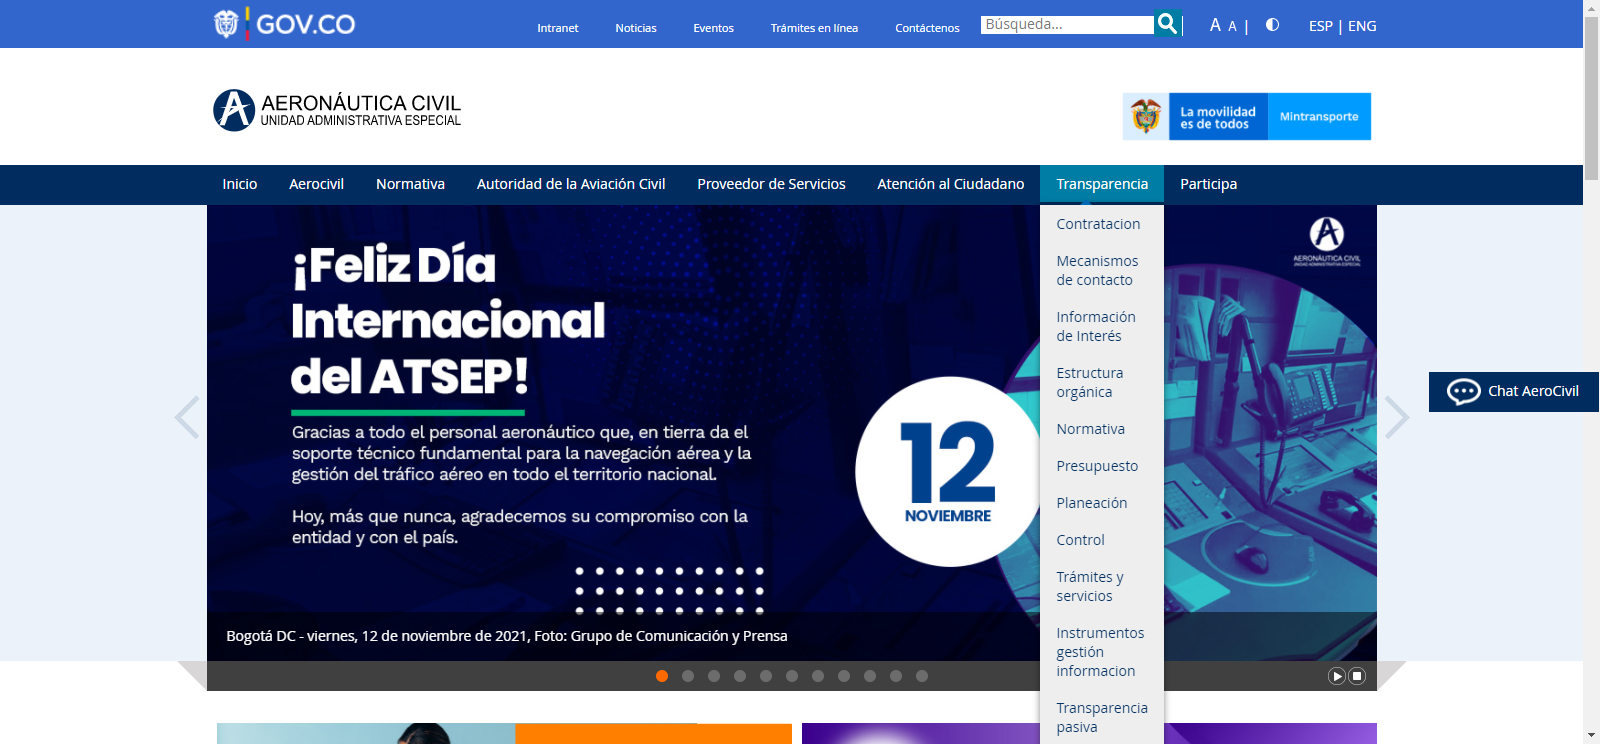 GOV.CO
Intranet
Noticias
Eventos
Trámites en línea
Contáctenos
Búsqueda...
A A |
ESP | ENG
AERONÁUTICA CIVIL
UNIDAD ADMINISTRATIVA ESPECIAL
La movilidad
es de todos
Mintransporte
Inicio
Aerocivil
Normativa
Autoridad de la Aviación Civil
Proveedor de Servicios
Atención al Ciudadano
Transparencia
Participa
Contratacion
Mecanismos
de contacto
Información
de Interés
Estructura
orgánica
Normativa
Presupuesto
Planeación
Control
Trámites y
servicios
Instrumentos
gestión
informacion
Transparencia
pasiva
¡Feliz Día
Internacional
del ATSEP!
Gracias a todo el personal aeronáutico que, en tierra da el
soporte técnico fundamental para la navegación aérea y la
gestión del tráfico aéreo en todo el territorio nacional.
Hoy, más que nunca, agradecemos su compromiso con la
entidad y con el país.
12
NOVIEMBRE
AERONÁUTICA CIVIL
UNIDAD ADMINISTRATIVA ESPECIAL
Chat AeroCivil
Bogotá DC - viernes, 12 de noviembre de 2021, Foto: Grupo de Comunicación y Prensa